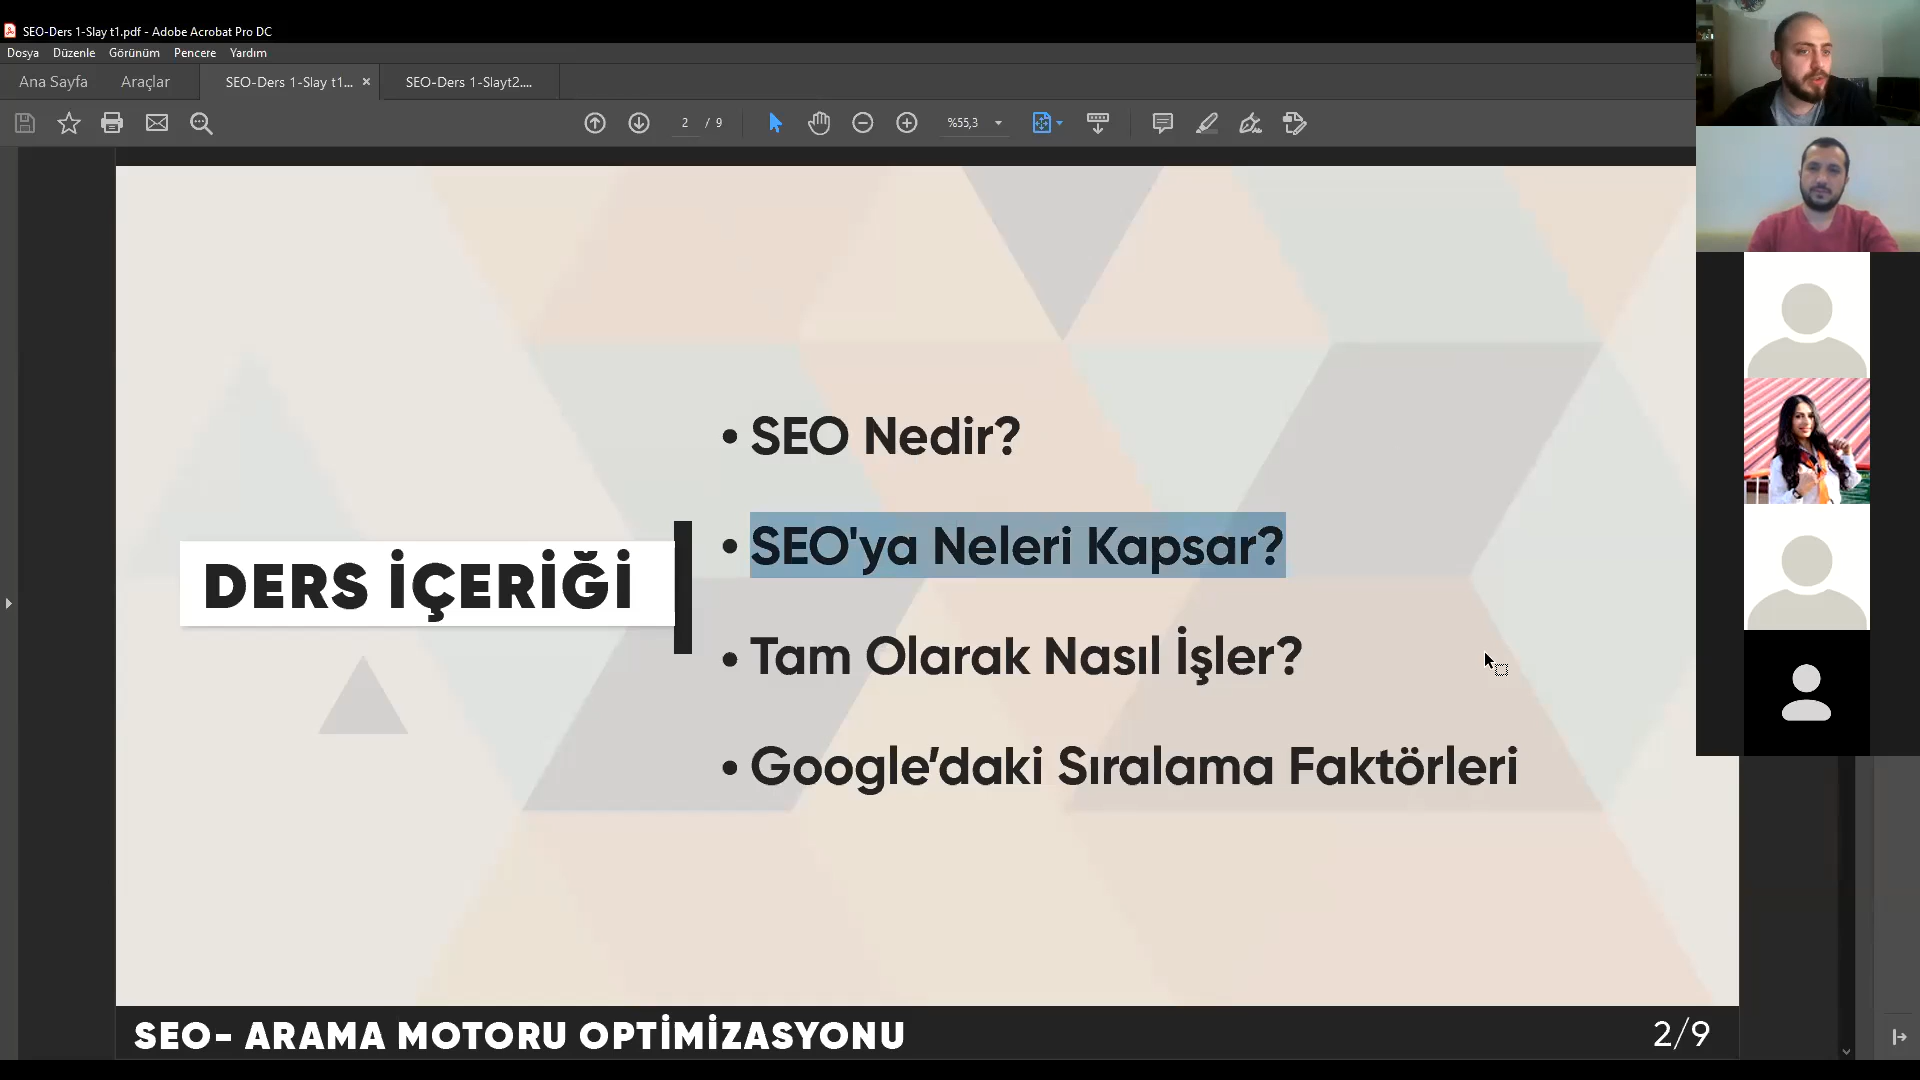 SEO-Ders 1-Slay t1.pdf - Adobe Acrobat Pro DC
Dosya Düzenle Görünüm Pencere Yardım
Ana Sayfa Araçlar SEO-Ders 1-Slay t1... × SEO-Ders 1-Slayt2....
2 / 9 %55,3
DERS İÇERİĞİ
• SEO Nedir?
• SEO'ya Neleri Kapsar?
• Tam Olarak Nasıl İşler?
• Google’daki Sıralama Faktörleri
SEO- ARAMA MOTORU OPTİMİZASYONU 2/9